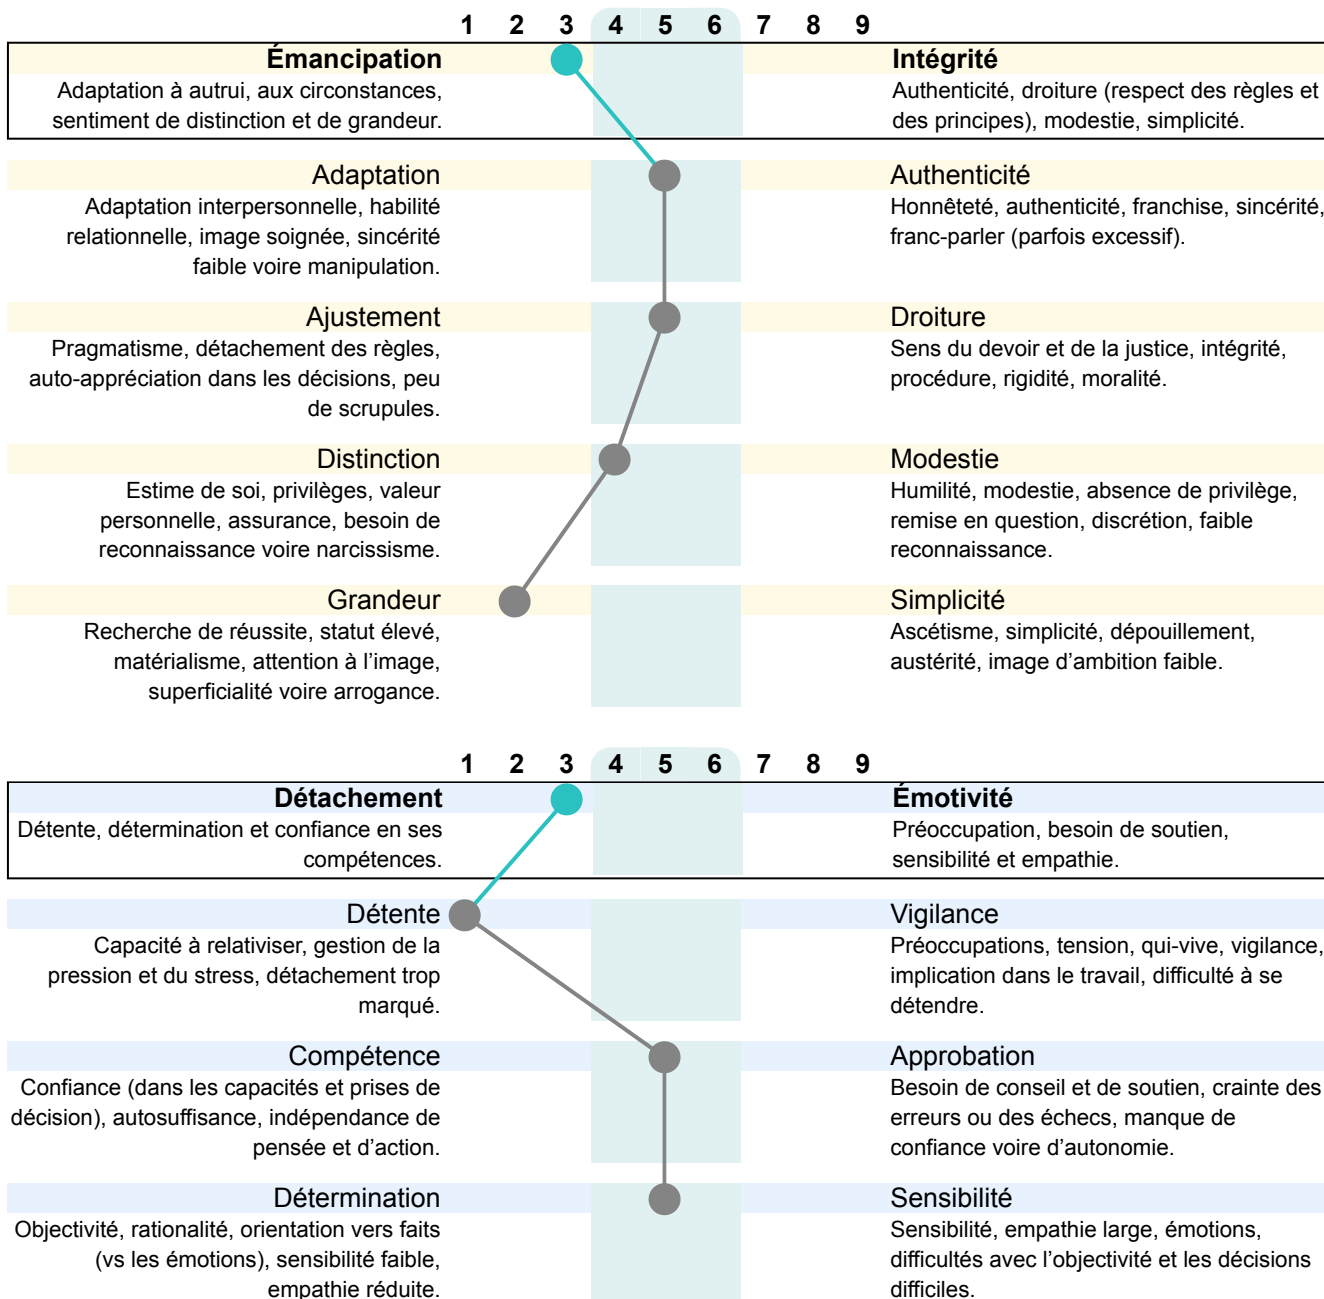 1 2 3 4 5 6 7 8 9
Émancipation
Intégrité
Adaptation à autrui, aux circonstances,
sentiment de distinction et de grandeur.
Authenticité, droiture (respect des règles et
des principes), modestie, simplicité.
Adaptation
Authenticité
Adaptation interpersonnelle, habilité
relationnelle, image soignée, sincérité
faible voire manipulation.
Honnêteté, authenticité, franchise, sincérité,
franc-parler (parfois excessif).
Ajustement
Droiture
Pragmatisme, détachement des règles,
auto-appréciation dans les décisions, peu
de scrupules.
Sens du devoir et de la justice, intégrité,
procédure, rigidité, moralité.
Distinction
Modestie
Estime de soi, privilèges, valeur
personnelle, assurance, besoin de
reconnaissance voire narcissisme.
Humilité, modestie, absence de privilège,
remise en question, discrétion, faible
reconnaissance.
Grandeur
Simplicité
Recherche de réussite, statut élevé,
matérialisme, attention à l’image,
superficialité voire arrogance.
Ascétisme, simplicité, dépouillement,
austérité, image d’ambition faible.
1 2 3 4 5 6 7 8 9
Détachement
Émotivité
Détente, détermination et confiance en ses
compétences.
Préoccupation, besoin de soutien,
sensibilité et empathie.
Détente
Vigilance
Capacité à relativiser, gestion de la
pression et du stress, détachement trop
marqué.
Préoccupations, tension, qui-vive, vigilance,
implication dans le travail, difficulté à se
détendre.
Compétence
Approbation
Confiance (dans les capacités et prises de
décision), autosuffisance, indépendance de
pensée et d’action.
Besoin de conseil et de soutien, crainte des
erreurs ou des échecs, manque de
confiance voire d’autonomie.
Détermination
Sensibilité
Objectivité, rationalité, orientation vers faits
(vs les émotions), sensibilité faible,
empathie réduite.
Sensibilité, empathie large, émotions,
difficultés avec l’objectivité et les décisions
difficiles.